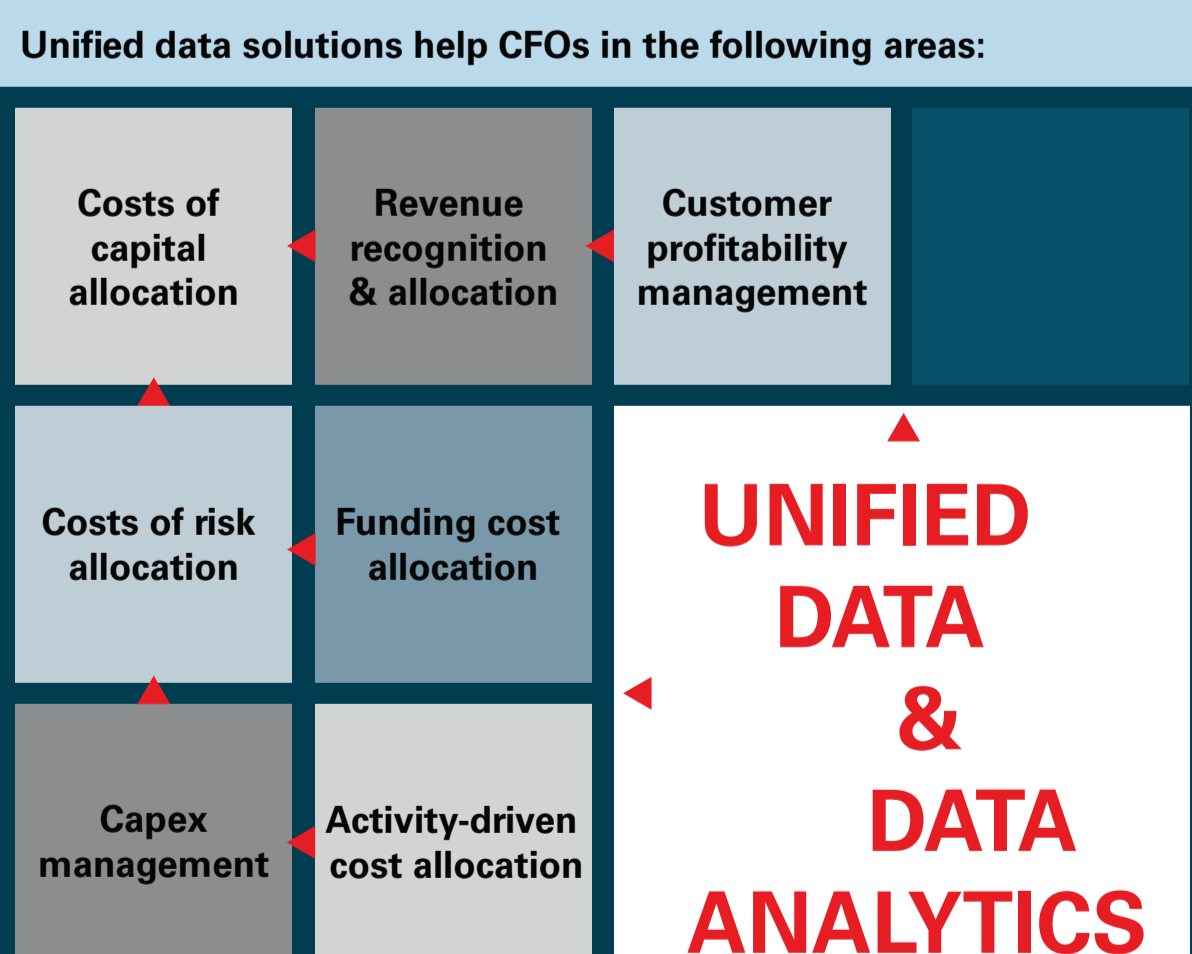 Unified data solutions help CFOs in the following areas:
Costs of
capital
allocation
Revenue
recognition
& allocation
Customer
profitability
management
Costs of risk
allocation
Funding cost
allocation
UNIFIED
DATA
&
DATA
ANALYTICS
Capex
management
Activity-driven
cost allocation